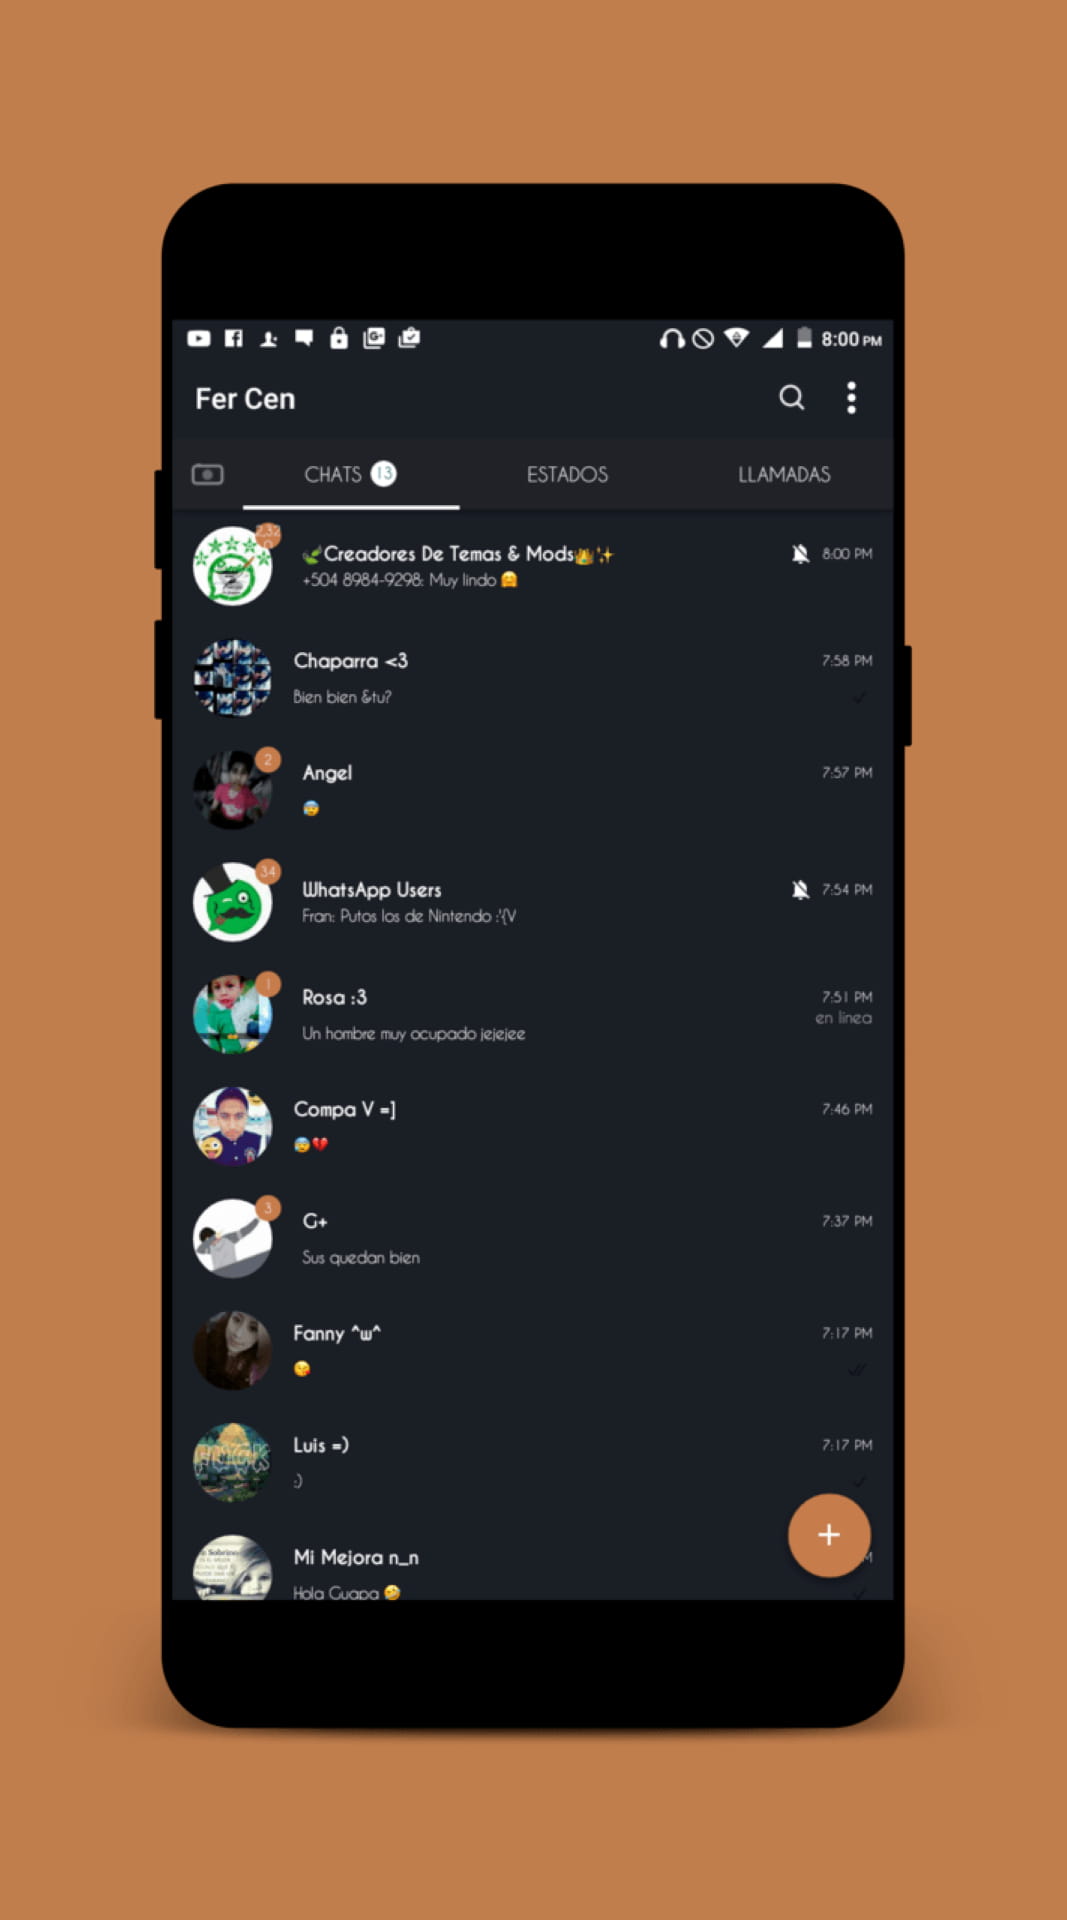 8:00 PM
Fer Cen
CHATS 13 ESTADOS LLAMADAS
🌿Creadores De Temas & Mods👑✨ 8:00 PM
+504 8984-9298: Muy lindo 🤗
Chaparra <3 7:58 PM
Bien bien &tu?
2
Angel 7:57 PM
😰
34
WhatsApp Users 7:54 PM
Fran: Putos los de Nintendo :'{V
1
Rosa :3 7:51 PM
en línea
Un hombre muy ocupado jejejee
Compa V =] 7:46 PM
😰💔
3
G+ 7:37 PM
Sus quedan bien
Fanny ^w^ 7:17 PM
😘
Luis =) 7:17 PM
:)
Mi Mejora n_n
Hola Guapa 🤣